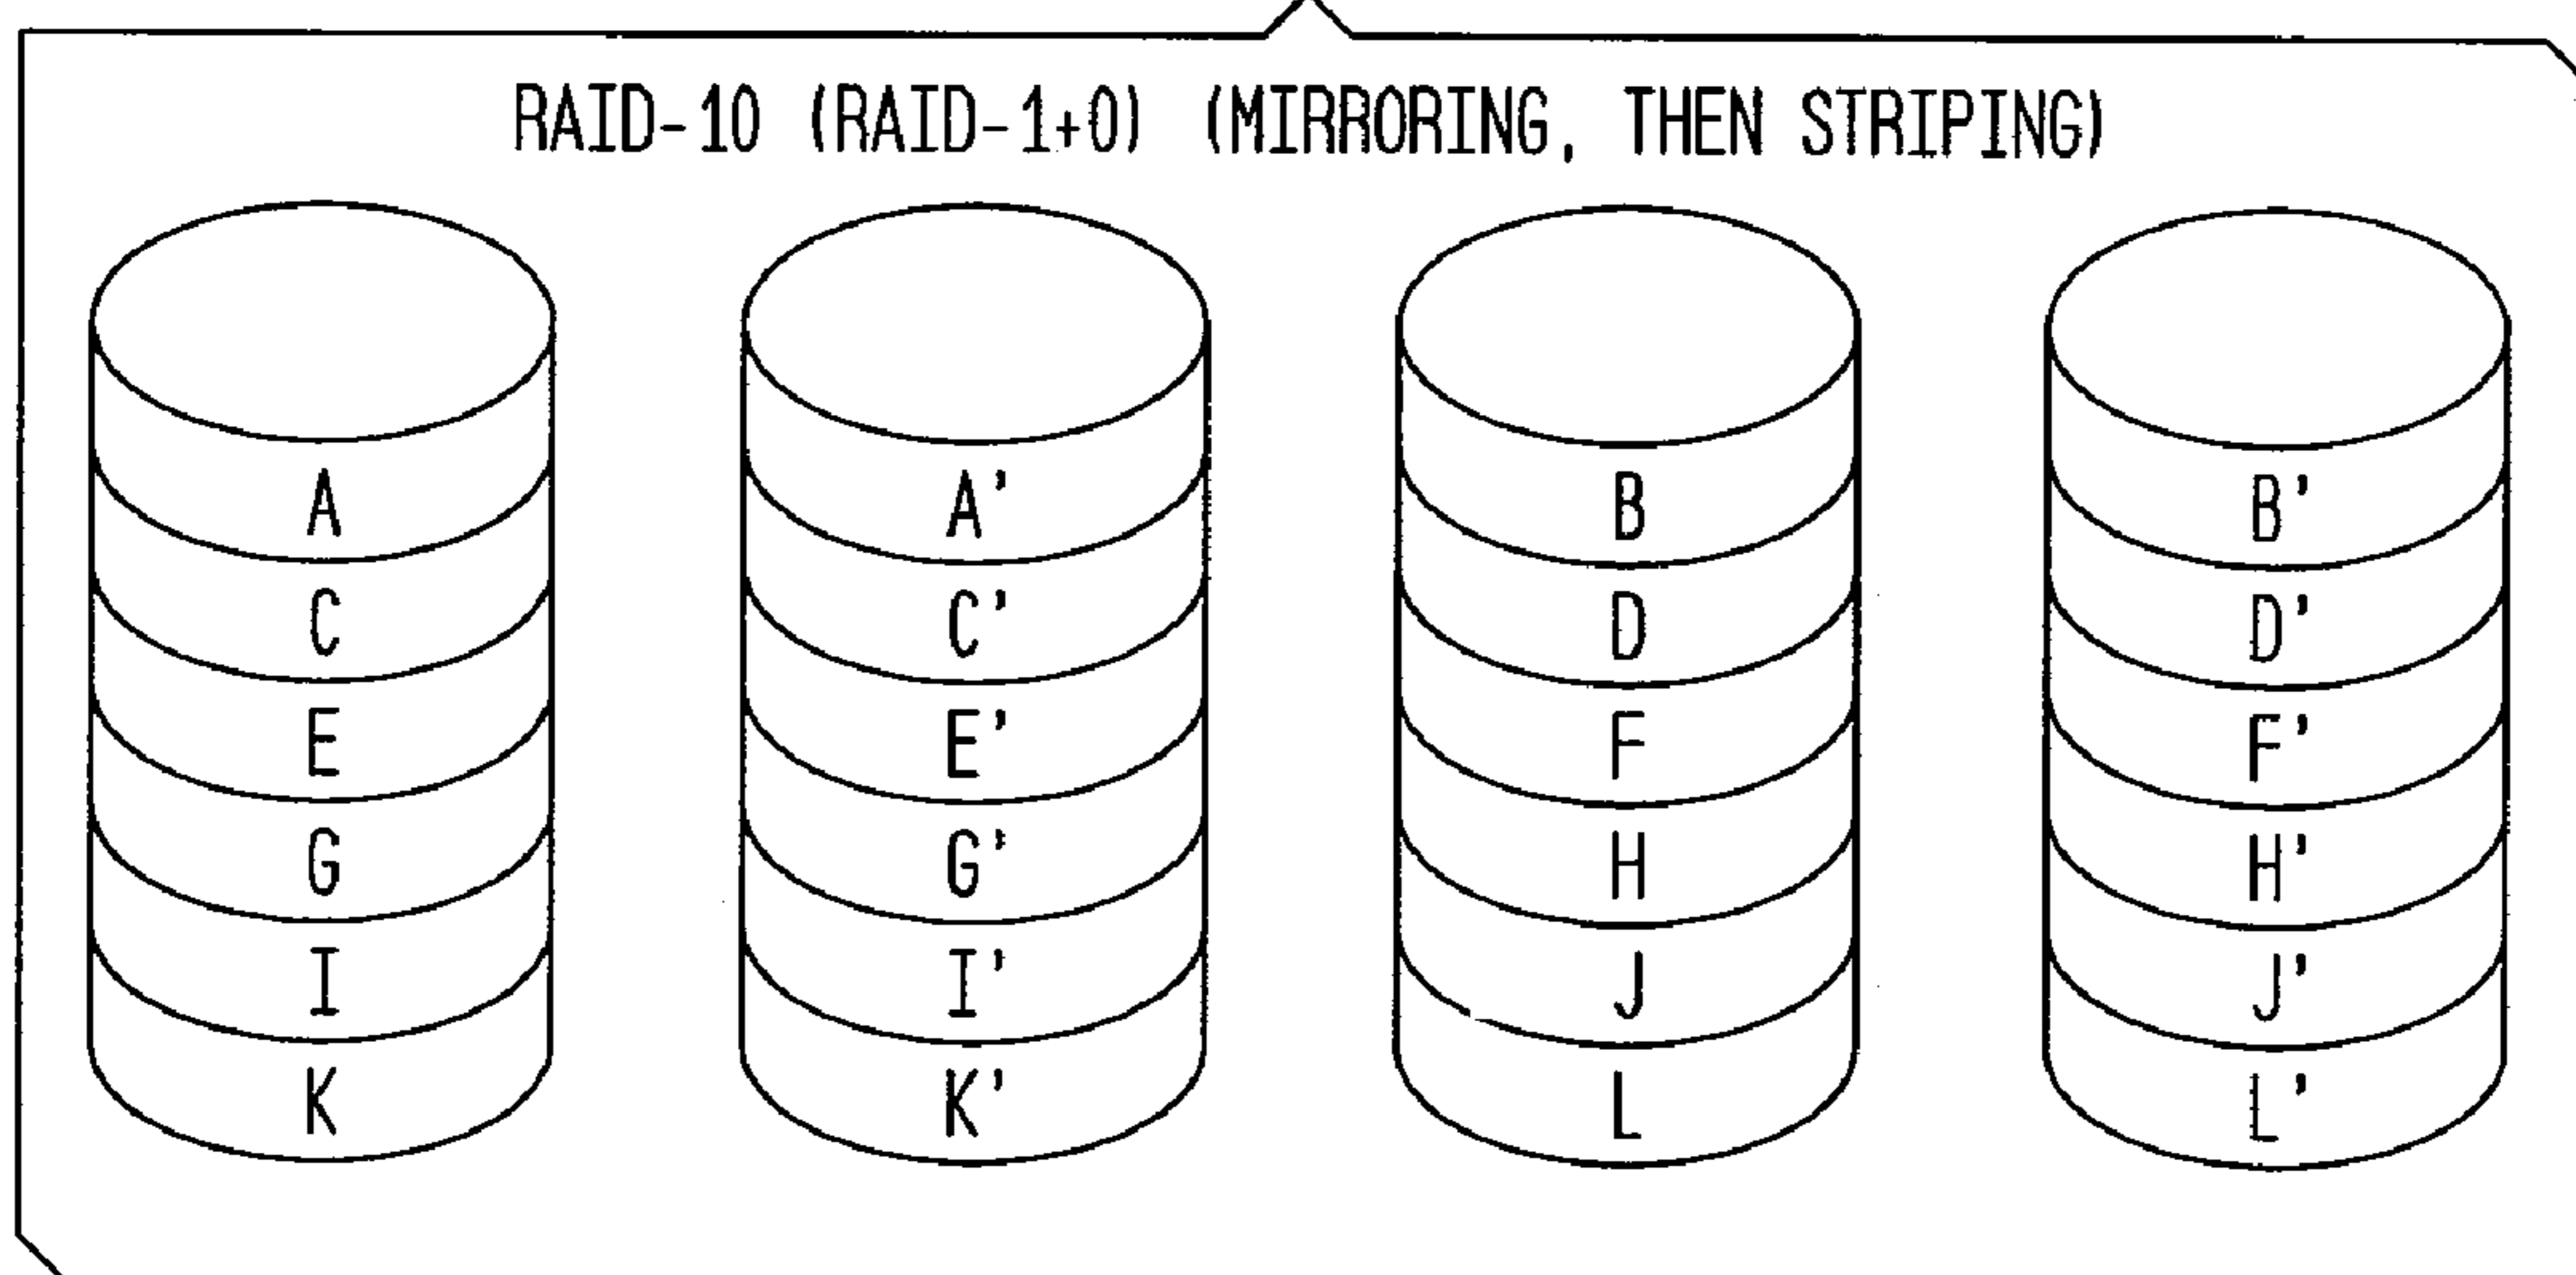 RAID-10 (RAID-1+0) (MIRRORING, THEN STRIPING)
A A' B B'
C C' D D'
E E' F F'
G G' H H'
I I' J J'
K K' L L'